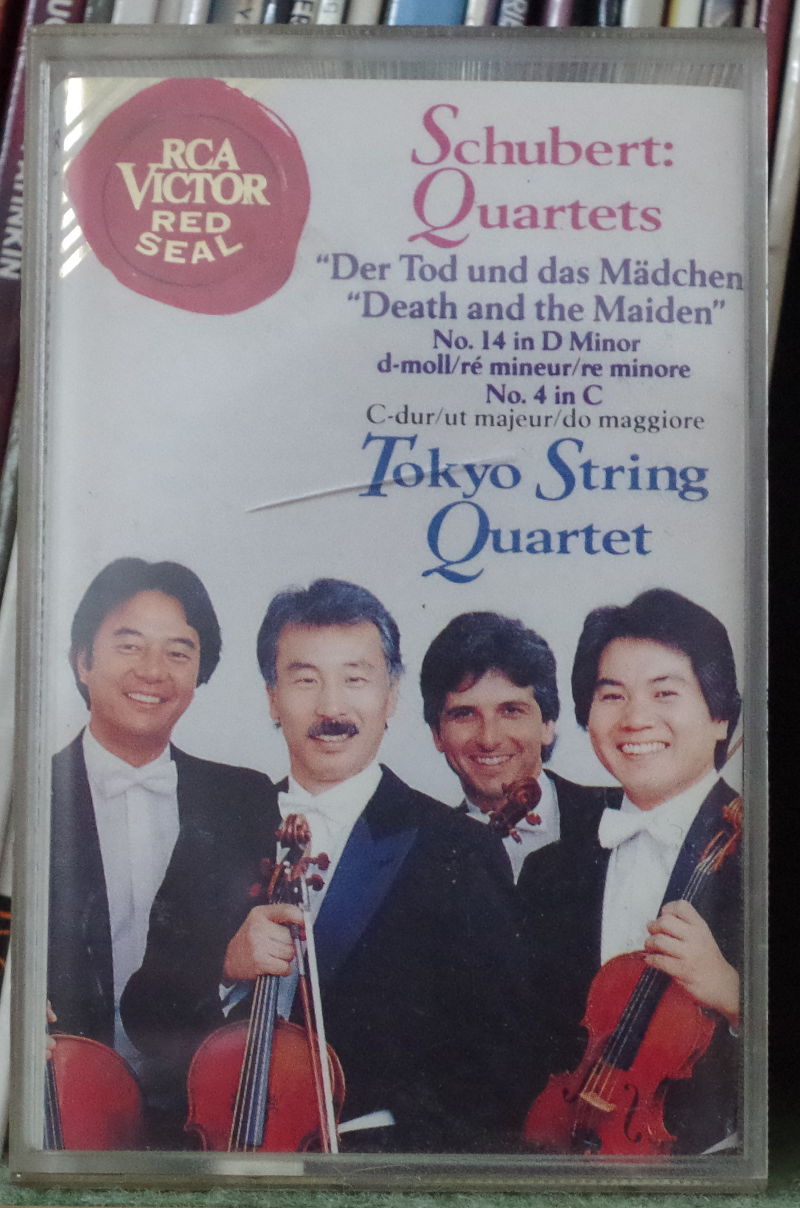 RCA
VICTOR
RED
SEAL
Schubert:
Quartets
“Der Tod und das Mädchen
“Death and the Maiden”
No. 14 in D Minor
d-moll/ré mineur/re minore
No. 4 in C
C-dur/ut majeur/do maggiore
Tokyo String
Quartet